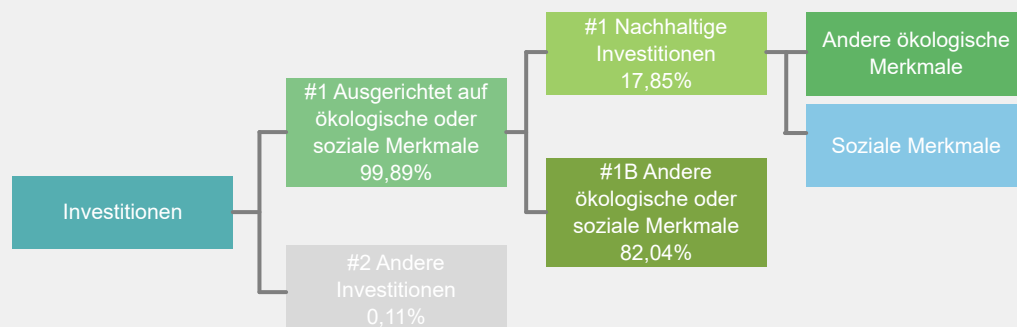 Investitionen
#1 Ausgerichtet auf
ökologische oder
soziale Merkmale
99,89%
#2 Andere
Investitionen
0,11%
#1 Nachhaltige
Investitionen
17,85%
#1B Andere
ökologische oder
soziale Merkmale
82,04%
Andere ökologische
Merkmale
Soziale Merkmale